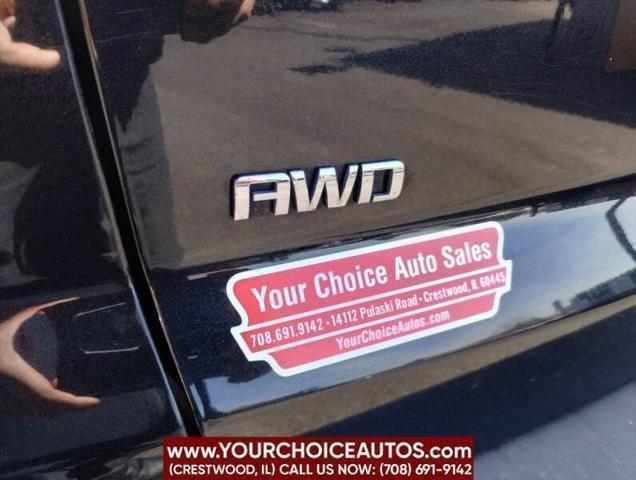 AWD
Your Choice Auto Sales
708.691.9142 - 14112 Pulaski Road - Crestwood, IL 60445
YourChoiceAutos.com
WWW.YOURCHOICEAUTOS.COM
(CRESTWOOD, IL) CALL US NOW: (708) 691-9142